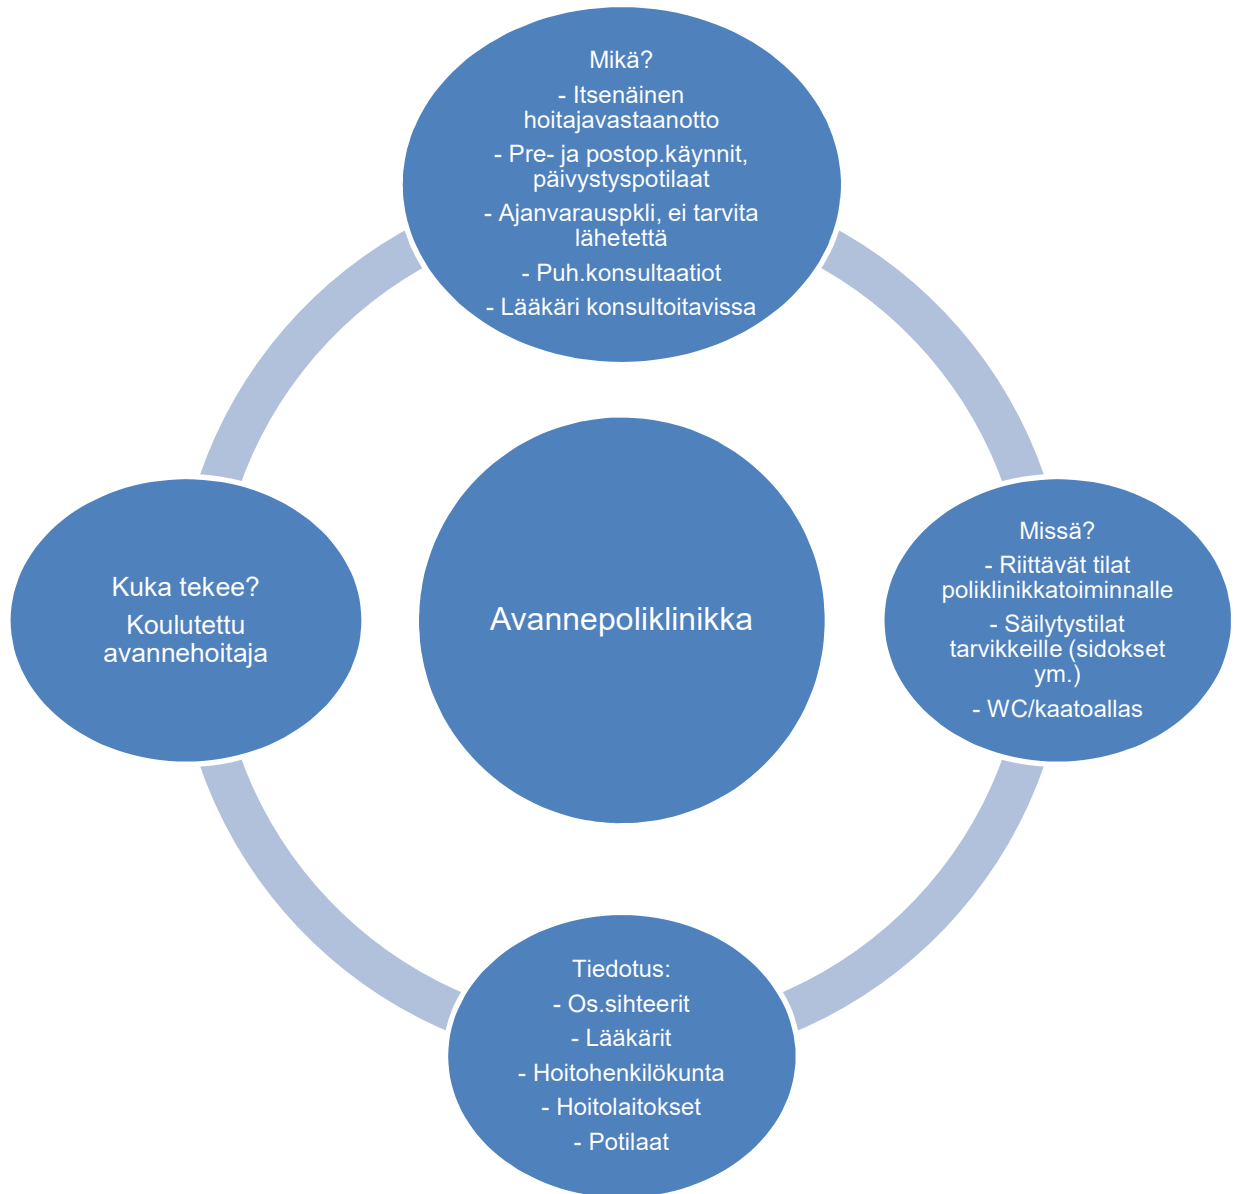 Mikä?
- Itsenäinen
hoitajavastaanotto
- Pre- ja postop.käynnit,
päivystyspotilaat
- Ajanvarauspkli, ei tarvita
lähetettä
- Puh.konsultaatiot
- Lääkäri konsultoitavissa
Avannepoliklinikka
Missä?
- Riittävät tilat
poliklinikkatoiminnalle
- Säilytystilat
tarvikkeille (sidokset
ym.)
- WC/kaatoallas
Tiedotus:
- Os.sihteerit
- Lääkärit
- Hoitohenkilökunta
- Hoitolaitokset
- Potilaat
Kuka tekee?
Koulutettu
avannehoitaja